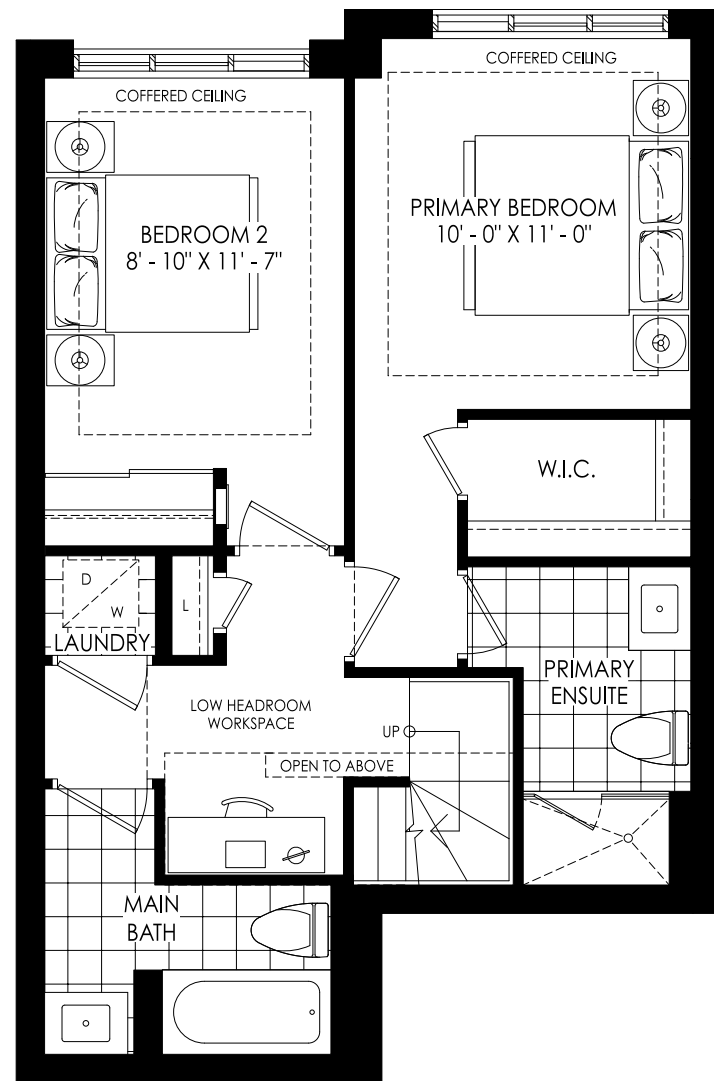 COFFERED CEILING
COFFERED CEILING
BEDROOM 2
8' - 10" X 11' - 7"
PRIMARY BEDROOM
10' - 0" X 11' - 0"
W.I.C.
D
W
LAUNDRY
L
PRIMARY
ENSUITE
LOW HEADROOM
WORKSPACE
UP
OPEN TO ABOVE
MAIN
BATH